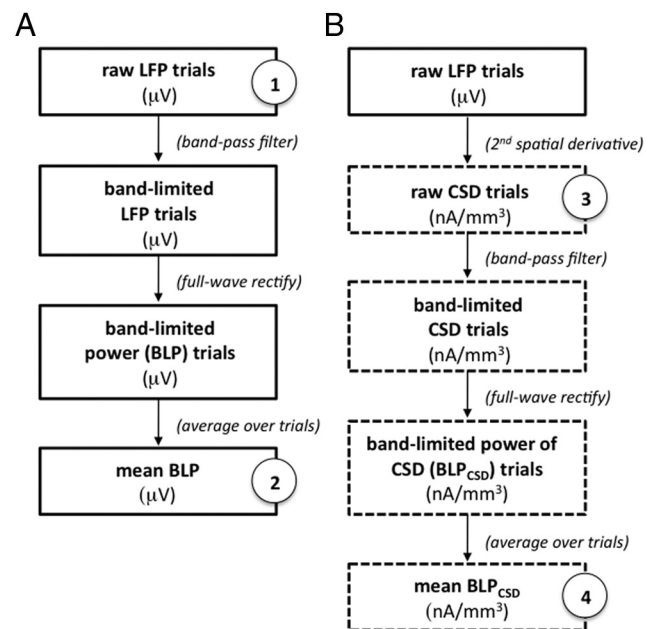 A
raw LFP trials
(μV)
1
(band-pass filter)
band-limited
LFP trials
(μV)
(full-wave rectify)
band-limited
power (BLP) trials
(μV)
(average over trials)
mean BLP
(μV)
2
B
raw LFP trials
(μV)
(2nd spatial derivative)
raw CSD trials
(nA/mm³)
3
(band-pass filter)
band-limited
CSD trials
(nA/mm³)
(full-wave rectify)
band-limited power of
CSD (BLPCSD) trials
(nA/mm³)
(average over trials)
mean BLPCSD
(nA/mm³)
4